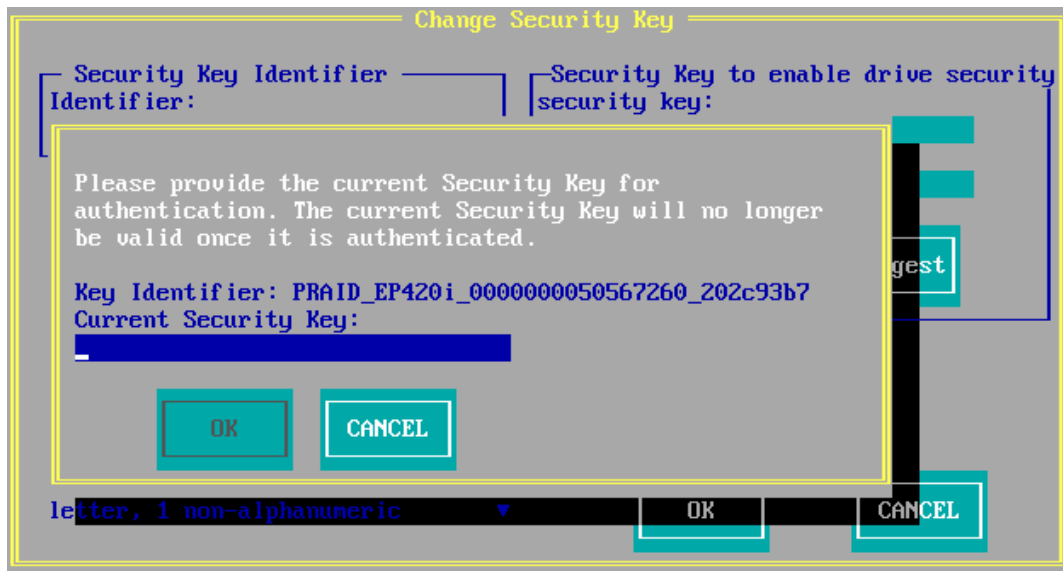 Change Security Key
Security Key Identifier
Identifier:
Security Key to enable drive security
security key:
Please provide the current Security Key for
authentication. The current Security Key will no longer
be valid once it is authenticated.
Key Identifier: PRAID_EP420i_0000000050567260_202c93b7
Current Security Key:
OK
CANCEL
gest
letter, 1 non-alphanumeric
OK
CANCEL